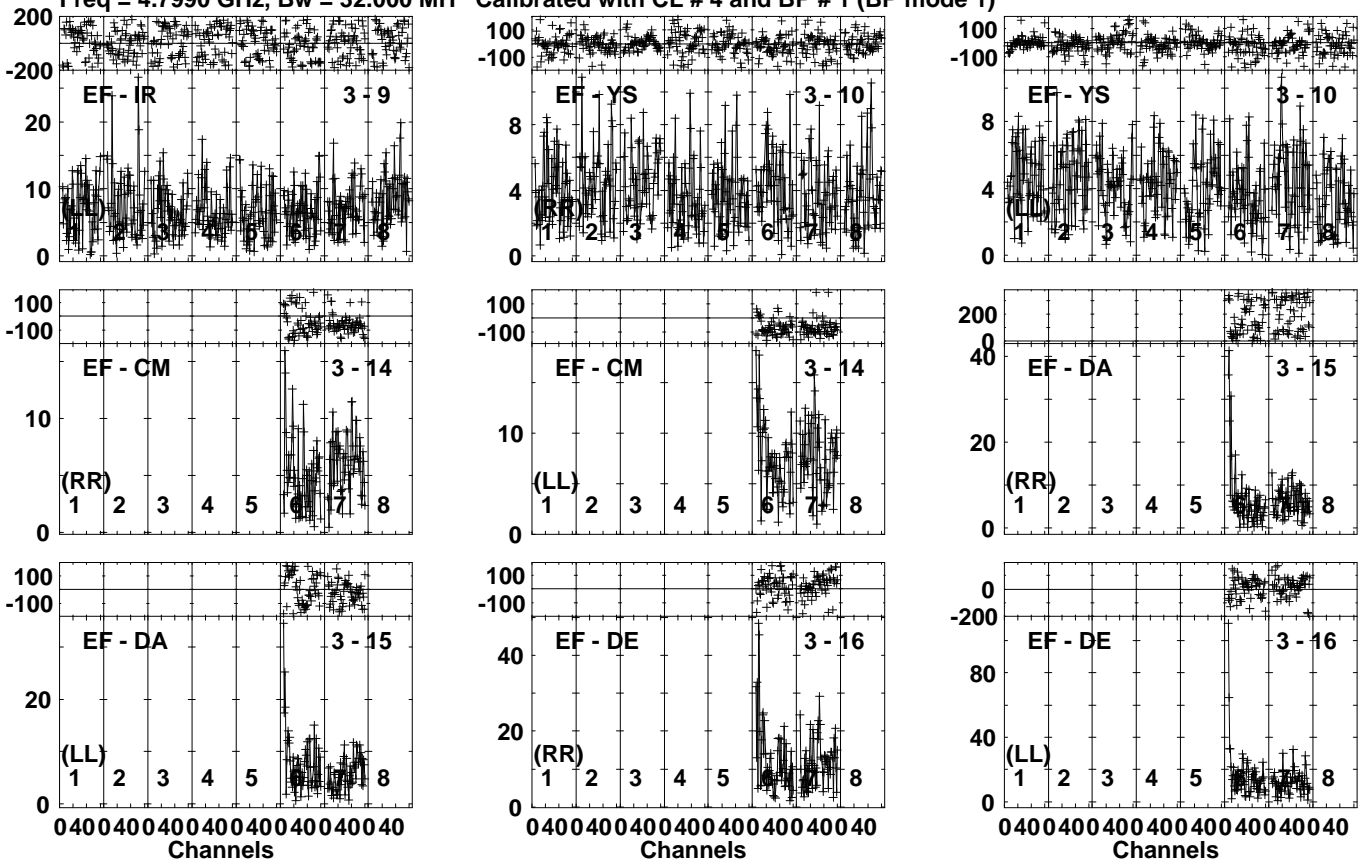 Freq = 4.7990 GHz, Bw = 32.000 MH Calibrated with CL # 4 and BP # 1 (BP mode 1)
200
-200
EF - IR 3 - 9
20
10
0
(LL)
1 2 3 4 5 6 7 8
100
-100
EF - YS 3 - 10
8
4
0
(RR)
1 2 3 4 5 6 7 8
100
-100
EF - YS 3 - 10
8
4
0
(LL)
1 2 3 4 5 6 7 8
100
-100
EF - CM 3 - 14
10
0
(RR)
1 2 3 4 5 6 7 8
100
-100
EF - CM 3 - 14
10
0
(LL)
1 2 3 4 5 6 7 8
200
0
EF - DA 3 - 15
40
20
0
(RR)
1 2 3 4 5 6 7 8
100
-100
EF - DA 3 - 15
20
0
(LL)
1 2 3 4 5 6 7 8
0 40 0 40 0 40 0 40 0 40 0 40 0 40 0 40
Channels
100
-100
EF - DE 3 - 16
40
20
0
(RR)
1 2 3 4 5 6 7 8
0 40 0 40 0 40 0 40 0 40 0 40 0 40 0 40
Channels
0
-200
EF - DE 3 - 16
80
40
0
(LL)
1 2 3 4 5 6 7 8
0 40 0 40 0 40 0 40 0 40 0 40 0 40 0 40
Channels